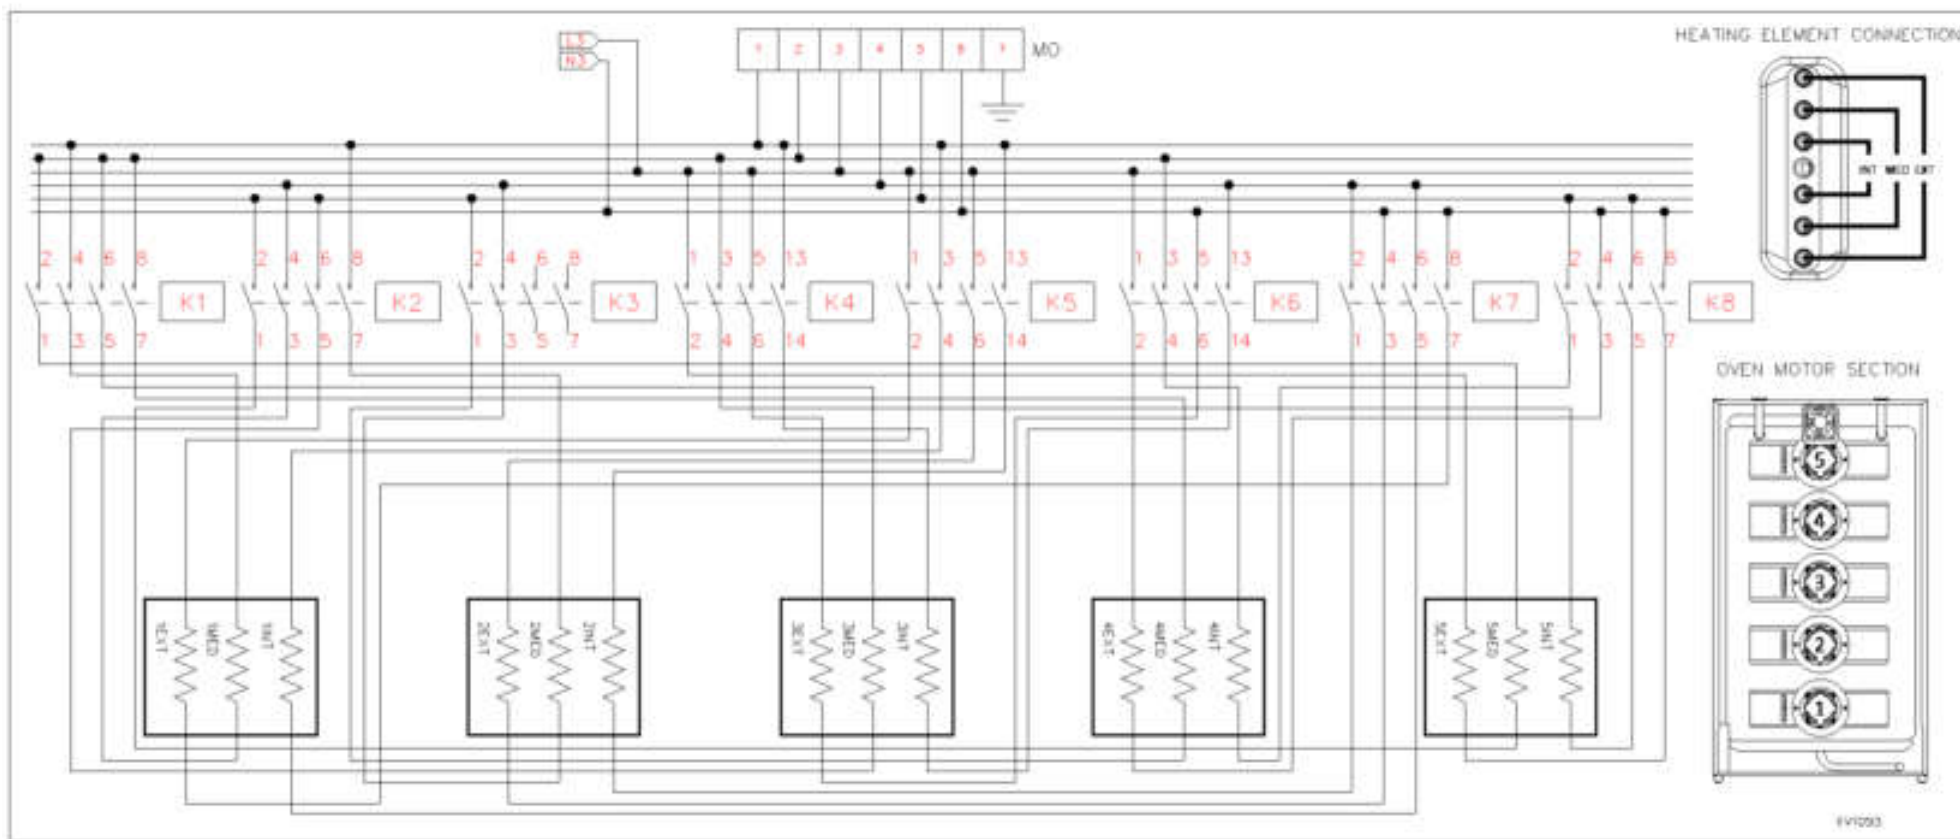 HEATING ELEMENT CONNECTION
L3
N3
1 2 3 4 5 6
MO
INT MED EXT
2 4 6 8 2 4 6 8 2 4 6 8 1 3 5 13 1 3 5 13 1 3 5 13 2 4 6 8 2 4 6 8
K1 K2 K3 K4 K5 K6 K7 K8
1 3 5 7 1 3 5 7 1 3 5 7 2 4 6 14 2 4 6 14 2 4 6 14 1 3 5 7 1 3 5 7
OVEN MOTOR SECTION
5
4
3
2
1
1EXT 1MED 1INT 2EXT 2MED 2INT 3EXT 3MED 3INT 4EXT 4MED 4INT 5EXT 5MED 5INT